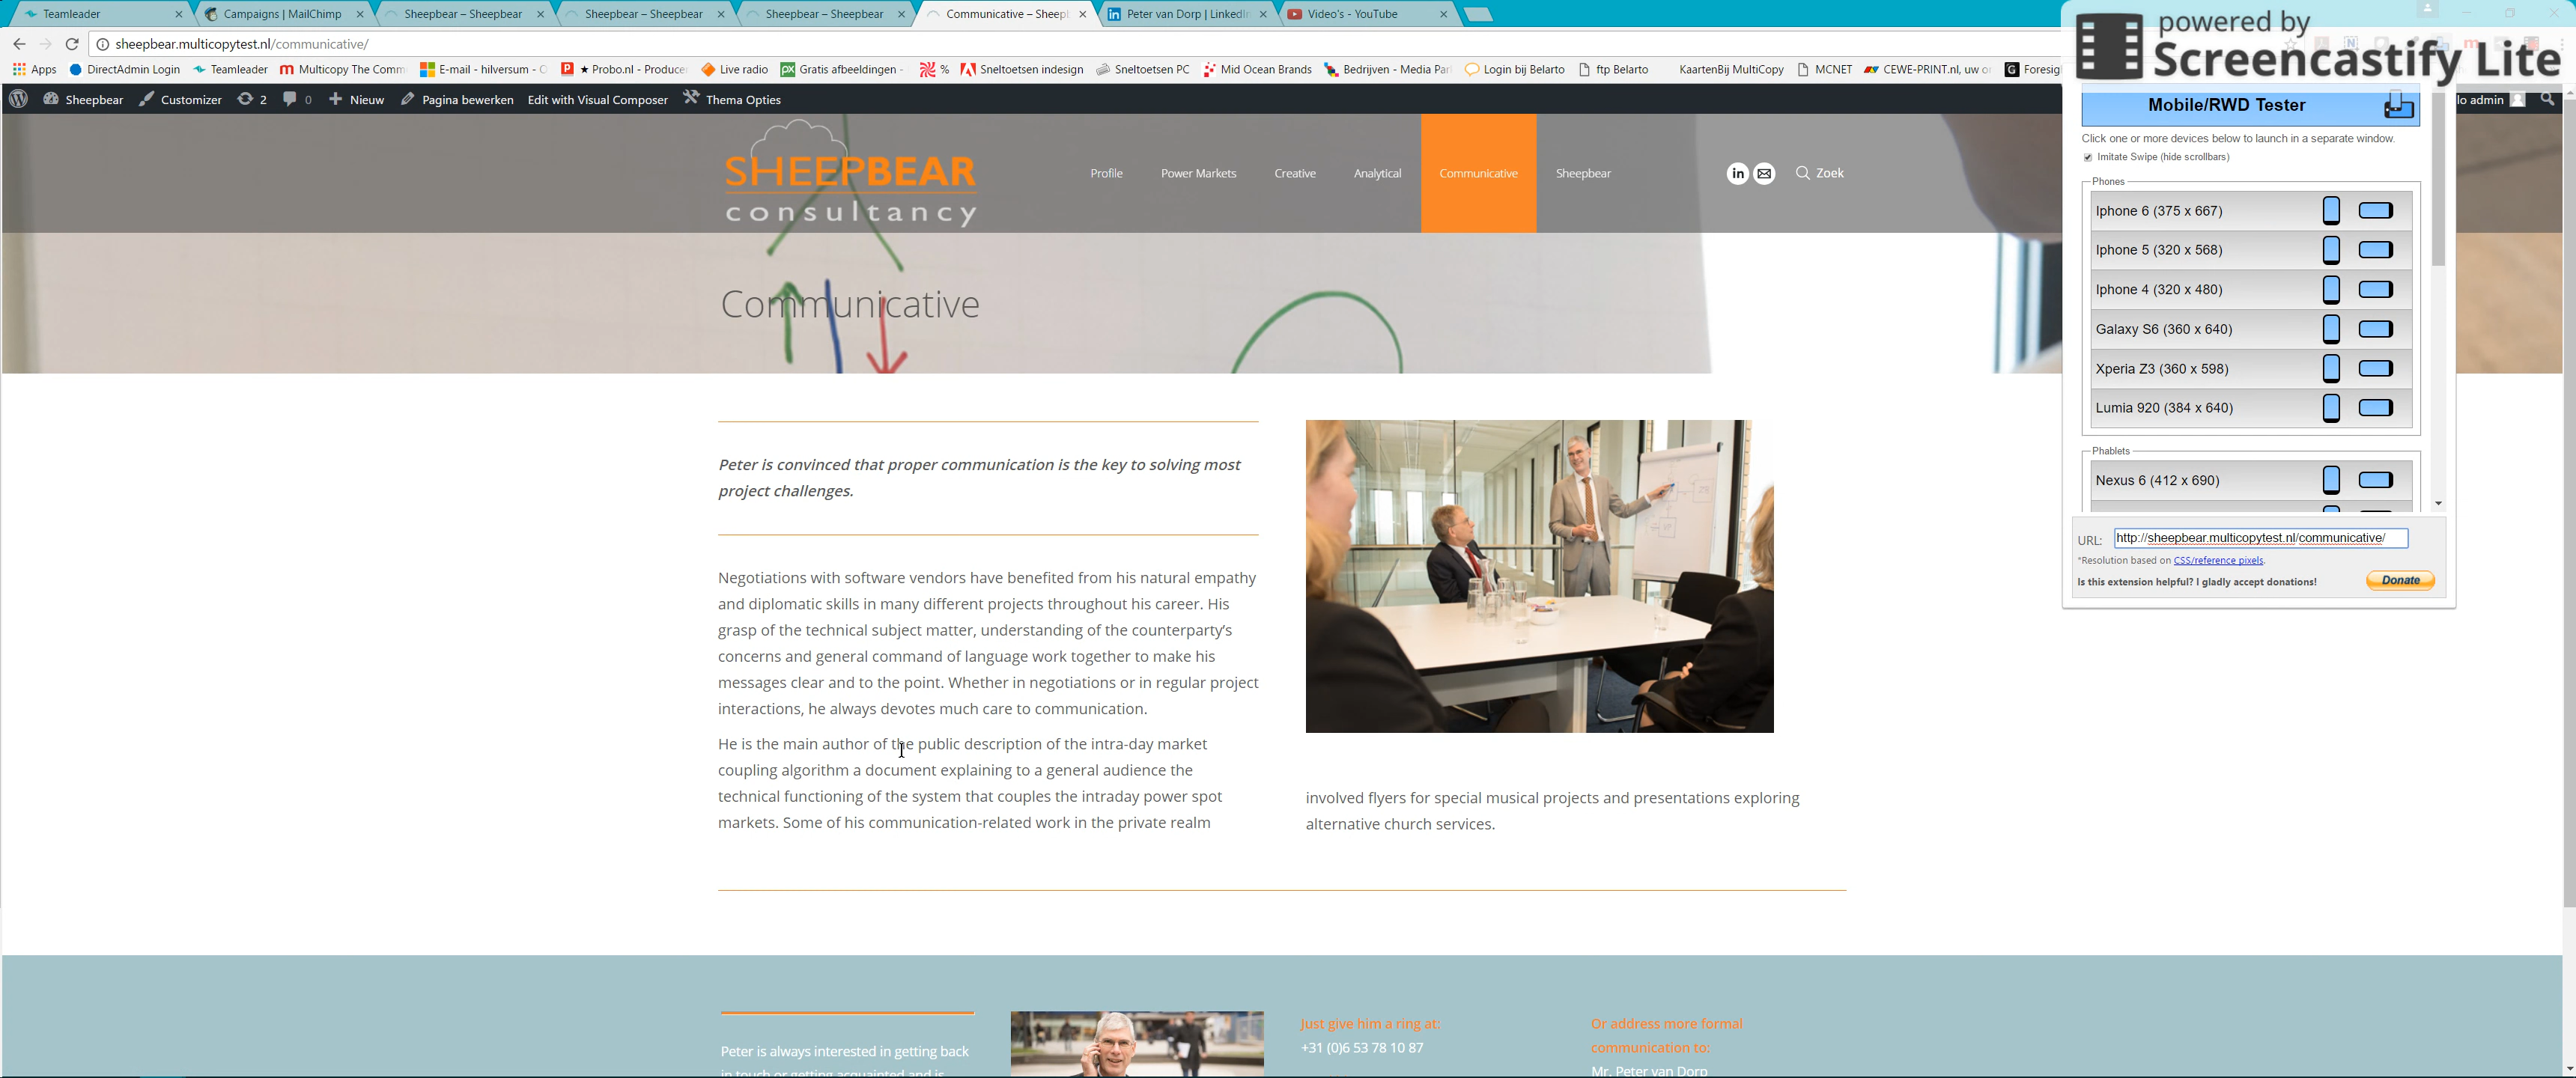 Teamleader
Campaigns | MailChimp
Sheepbear – Sheepbear
Sheepbear – Sheepbear
Sheepbear – Sheepbear
Communicative – Sheep
Peter van Dorp | LinkedIn
Video's - YouTube
sheepbear.multicopytest.nl/communicative/
powered by
Screencastify Lite
Apps
DirectAdmin Login
Teamleader
Multicopy The Comm
E-mail - hilversum - O
★ Probo.nl - Produce
Live radio
Gratis afbeeldingen -
%
Sneltoetsen indesign
Sneltoetsen PC
Mid Ocean Brands
Bedrijven - Media Par
Login bij Belarto
ftp Belarto
KaartenBij MultiCopy
MCNET
CEWE-PRINT.nl, uw o
Foresig
Sheepbear
Customizer
2
0
Nieuw
Pagina bewerken
Edit with Visual Composer
Thema Opties
lo admin
SHEEPBEAR
consultancy
Profile
Power Markets
Creative
Analytical
Communicative
Sheepbear
in
Zoek
Communicative
Peter is convinced that proper communication is the key to solving most
project challenges.
Negotiations with software vendors have benefited from his natural empathy
and diplomatic skills in many different projects throughout his career. His
grasp of the technical subject matter, understanding of the counterparty's
concerns and general command of language work together to make his
messages clear and to the point. Whether in negotiations or in regular project
interactions, he always devotes much care to communication.
He is the main author of the public description of the intra-day market
coupling algorithm a document explaining to a general audience the
technical functioning of the system that couples the intraday power spot
markets. Some of his communication-related work in the private realm
involved flyers for special musical projects and presentations exploring
alternative church services.
Mobile/RWD Tester
Click one or more devices below to launch in a separate window.
Imitate Swipe (hide scrollbars)
Phones
Iphone 6 (375 x 667)
Iphone 5 (320 x 568)
Iphone 4 (320 x 480)
Galaxy S6 (360 x 640)
Xperia Z3 (360 x 598)
Lumia 920 (384 x 640)
Phablets
Nexus 6 (412 x 690)
URL: http://sheepbear.multicopytest.nl/communicative/
*Resolution based on CSS/reference pixels.
Is this extension helpful? I gladly accept donations!
Donate
Peter is always interested in getting back
in touch or getting acquainted and is
Just give him a ring at:
+31 (0)6 53 78 10 87
Or address more formal
communication to:
Mr. Peter van Dorp